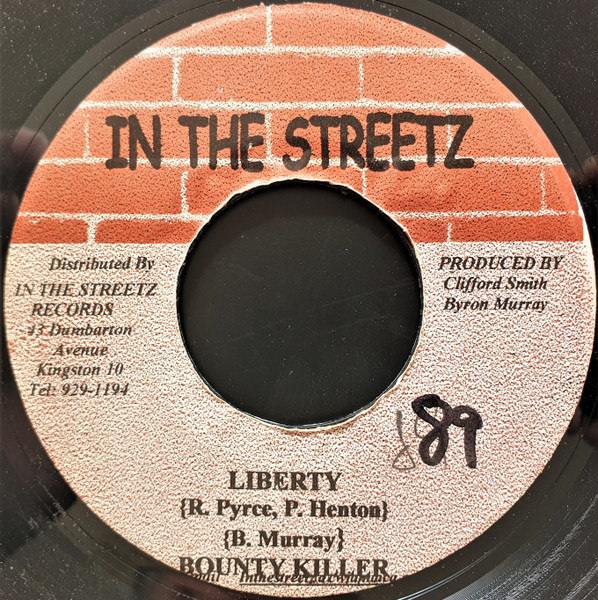 IN THE STREETZ
Distributed By
IN THE STREETZ
RECORDS
43 Dumbarton
Avenue
Kingston 10
Tel: 929-1194
PRODUCED BY
Clifford Smith
Byron Murray
89
LIBERTY
{R. Pyrce, P. Henton}
{B. Murray}
BOUNTY KILLER